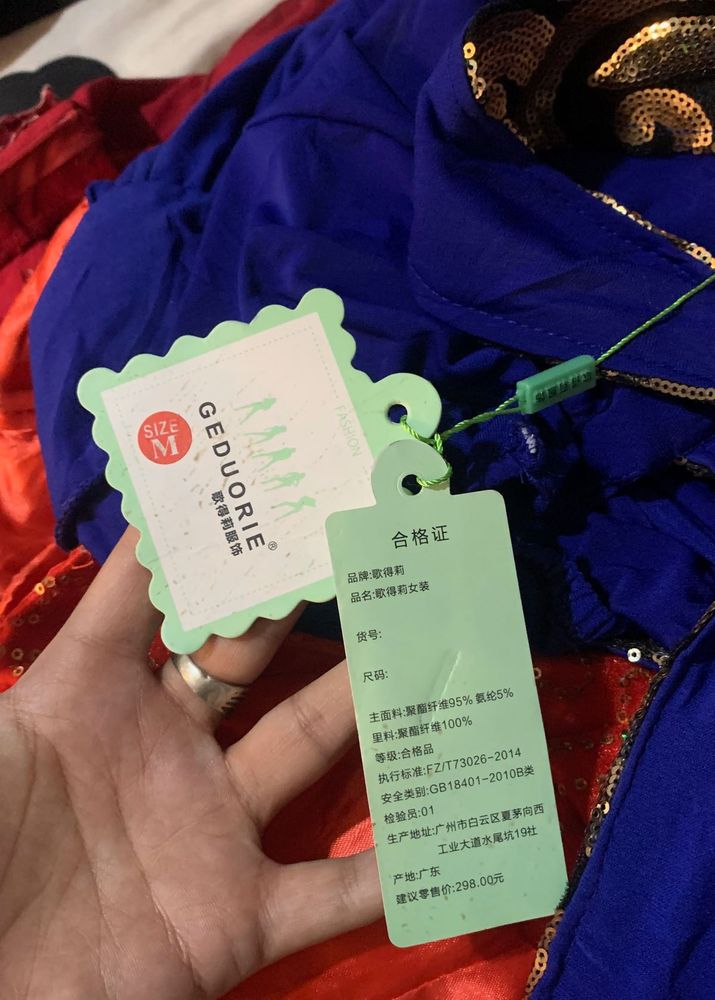 FASHION
GEDUORIE®
歌得莉服饰
SIZE
M
合格证
品牌:歌得莉
品名:歌得莉女装
货号:
尺码:
主面料:聚酯纤维95% 氨纶5%
里料:聚酯纤维100%
等级:合格品
执行标准:FZ/T73026-2014
安全类别:GB18401-2010B类
检验员:01
生产地址:广州市白云区夏茅向西
工业大道水尾坑19社
产地:广东
建议零售价:298.00元